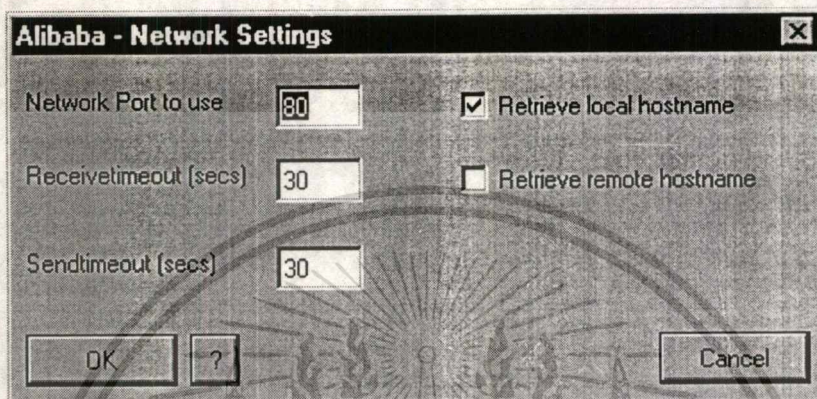 Alibaba - Network Settings
Network Port to use 80 Retrieve local hostname
Receivetimeout (secs) 30 Retrieve remote hostname
Sendtimeout (secs) 30
OK ? Cancel